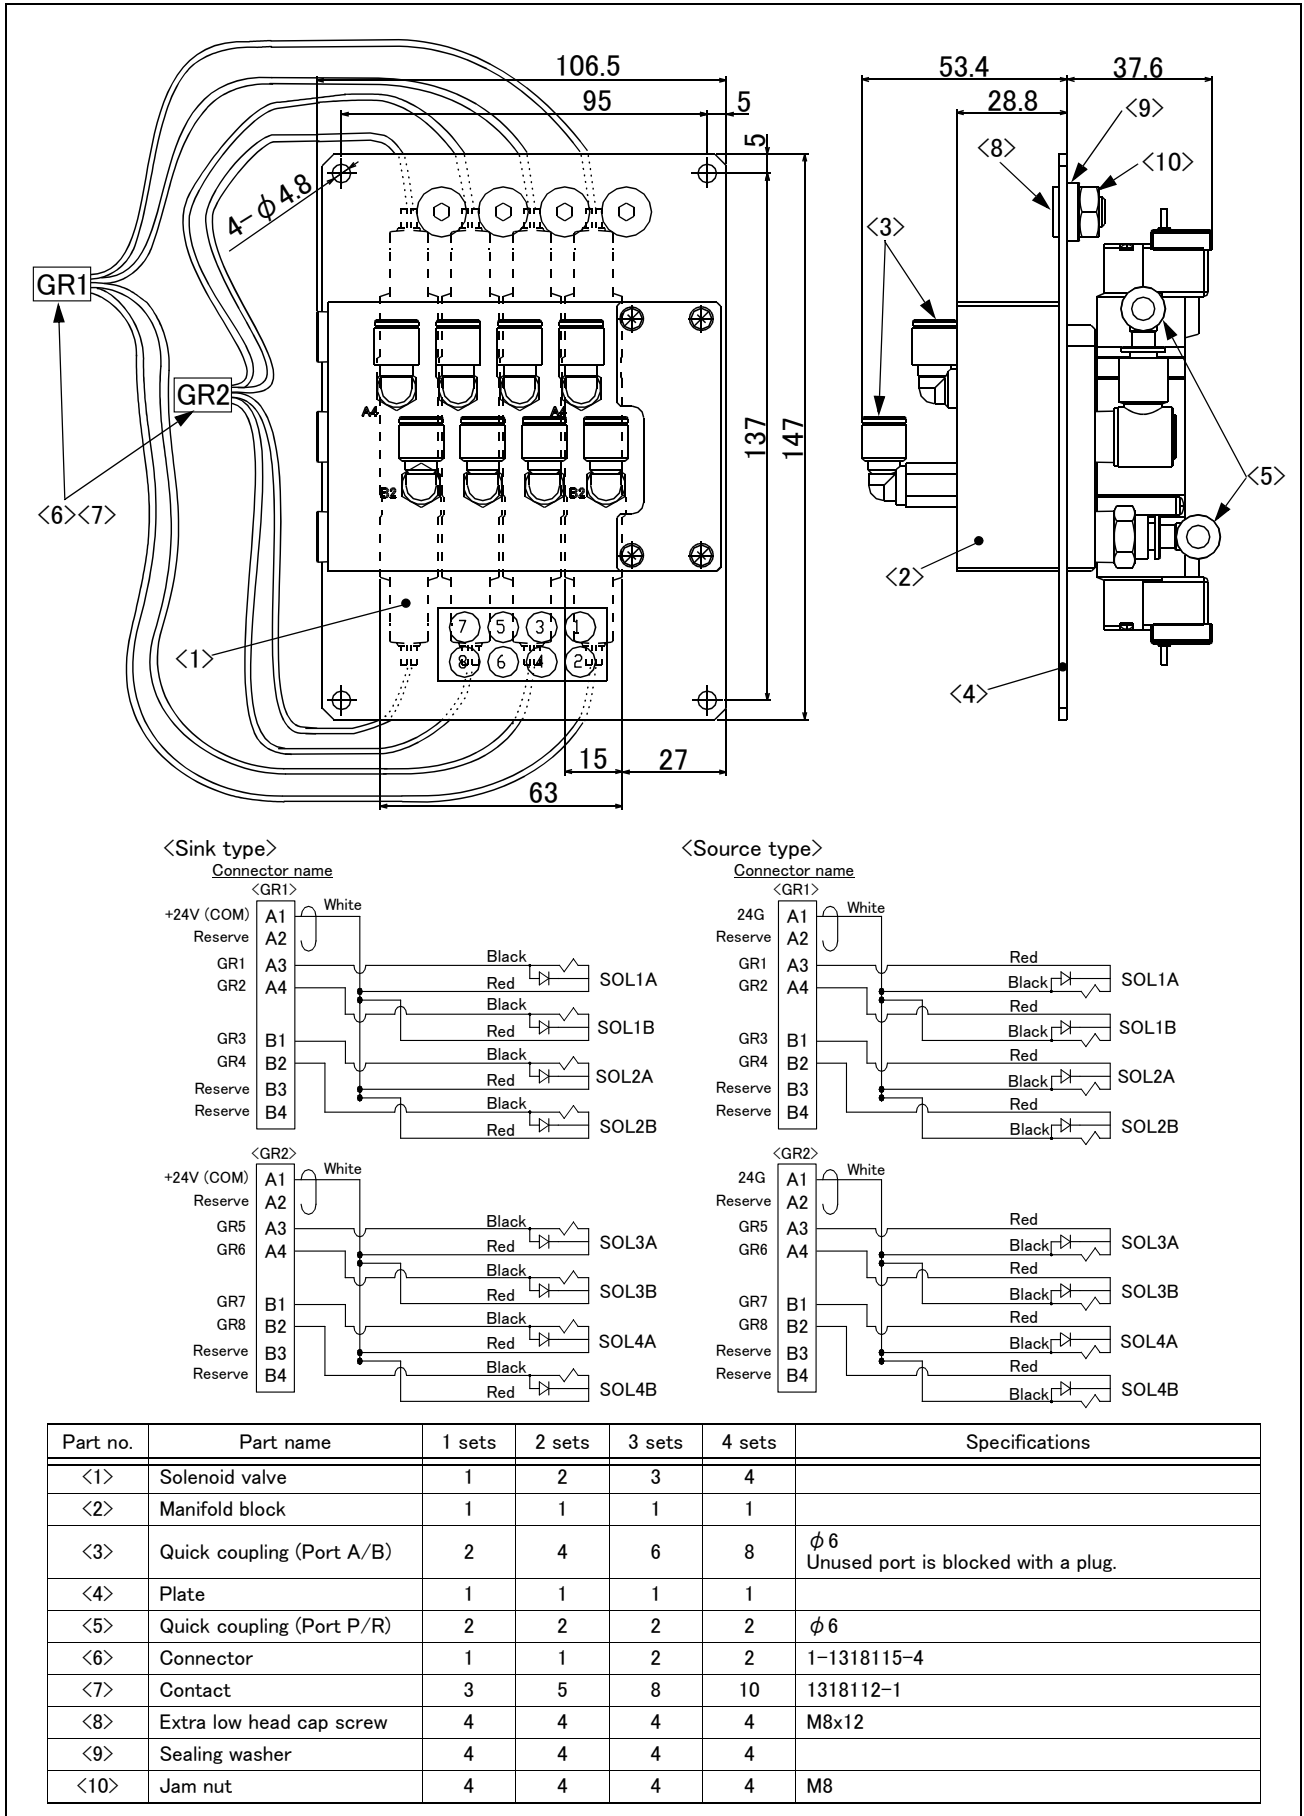 106.5
95
5
5
4-φ4.8
53.4
37.6
28.8
<9>
<8>
<10>
<3>
GR1
GR2
A4
A4
B2
B2
137
147
<6><7>
<5>
<2>
<1>
7 5 3 1
8 6 4 2
<4>
15
27
63
<Sink type>
Connector name
<GR1>
+24V (COM) A1 White
Reserve A2
GR1 A3 Black
GR2 A4 Red SOL1A
Black
Red SOL1B
GR3 B1 Black
GR4 B2 Red SOL2A
Reserve B3 Black
Reserve B4 Red SOL2B
<GR2>
+24V (COM) A1 White
Reserve A2
GR5 A3 Black
GR6 A4 Red SOL3A
Black
Red SOL3B
GR7 B1 Black
GR8 B2 Red SOL4A
Reserve B3 Black
Reserve B4 Red SOL4B
<Source type>
Connector name
<GR1>
24G A1 White
Reserve A2
GR1 A3 Red
GR2 A4 Black SOL1A
Red
Black SOL1B
GR3 B1 Red
GR4 B2 Black SOL2A
Reserve B3 Red
Reserve B4 Black SOL2B
<GR2>
24G A1 White
Reserve A2
GR5 A3 Red
GR6 A4 Black SOL3A
Red
Black SOL3B
GR7 B1 Red
GR8 B2 Black SOL4A
Reserve B3 Red
Reserve B4 Black SOL4B
Part no. Part name 1 sets 2 sets 3 sets 4 sets Specifications
<1> Solenoid valve 1 2 3 4
<2> Manifold block 1 1 1 1
<3> Quick coupling (Port A/B) 2 4 6 8 φ6
Unused port is blocked with a plug.
<4> Plate 1 1 1 1
<5> Quick coupling (Port P/R) 2 2 2 2 φ6
<6> Connector 1 1 2 2 1-1318115-4
<7> Contact 3 5 8 10 1318112-1
<8> Extra low head cap screw 4 4 4 4 M8x12
<9> Sealing washer 4 4 4 4
<10> Jam nut 4 4 4 4 M8